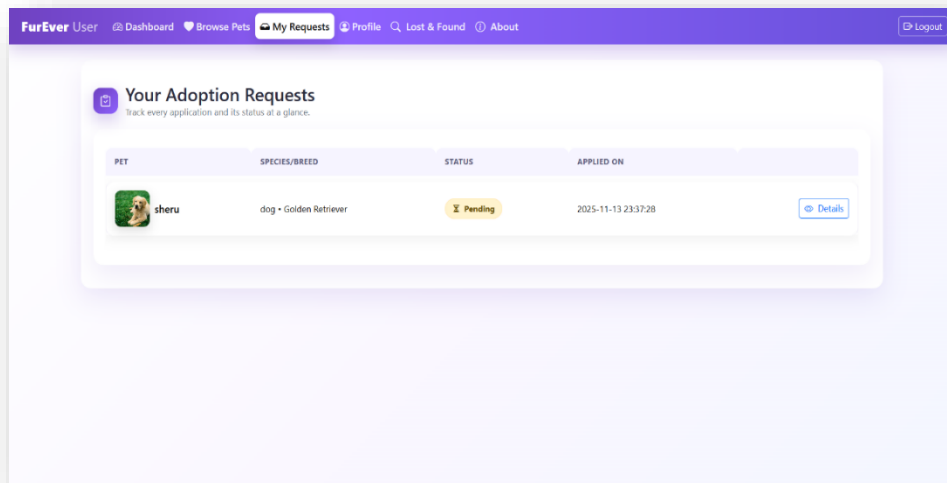 FurEver User Dashboard Browse Pets My Requests Profile Lost & Found About Logout
Your Adoption Requests
Track every application and its status at a glance.
PET SPECIES/BREED STATUS APPLIED ON
sheru dog • Golden Retriever Pending 2025-11-13 23:37:28 Details